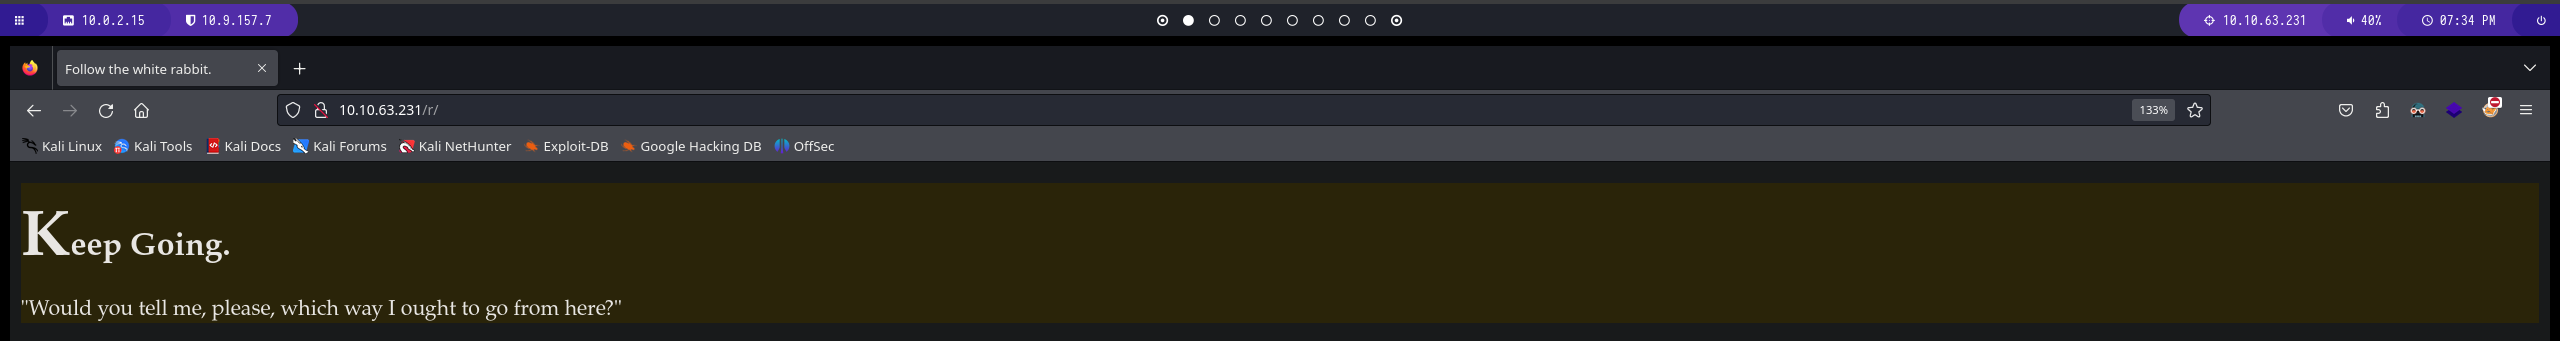 10.0.2.15 10.9.157.7 10.10.63.231 40% 07:34 PM
Follow the white rabbit.
10.10.63.231/r/ 133%
Kali Linux Kali Tools Kali Docs Kali Forums Kali NetHunter Exploit-DB Google Hacking DB OffSec
Keep Going.
"Would you tell me, please, which way I ought to go from here?"